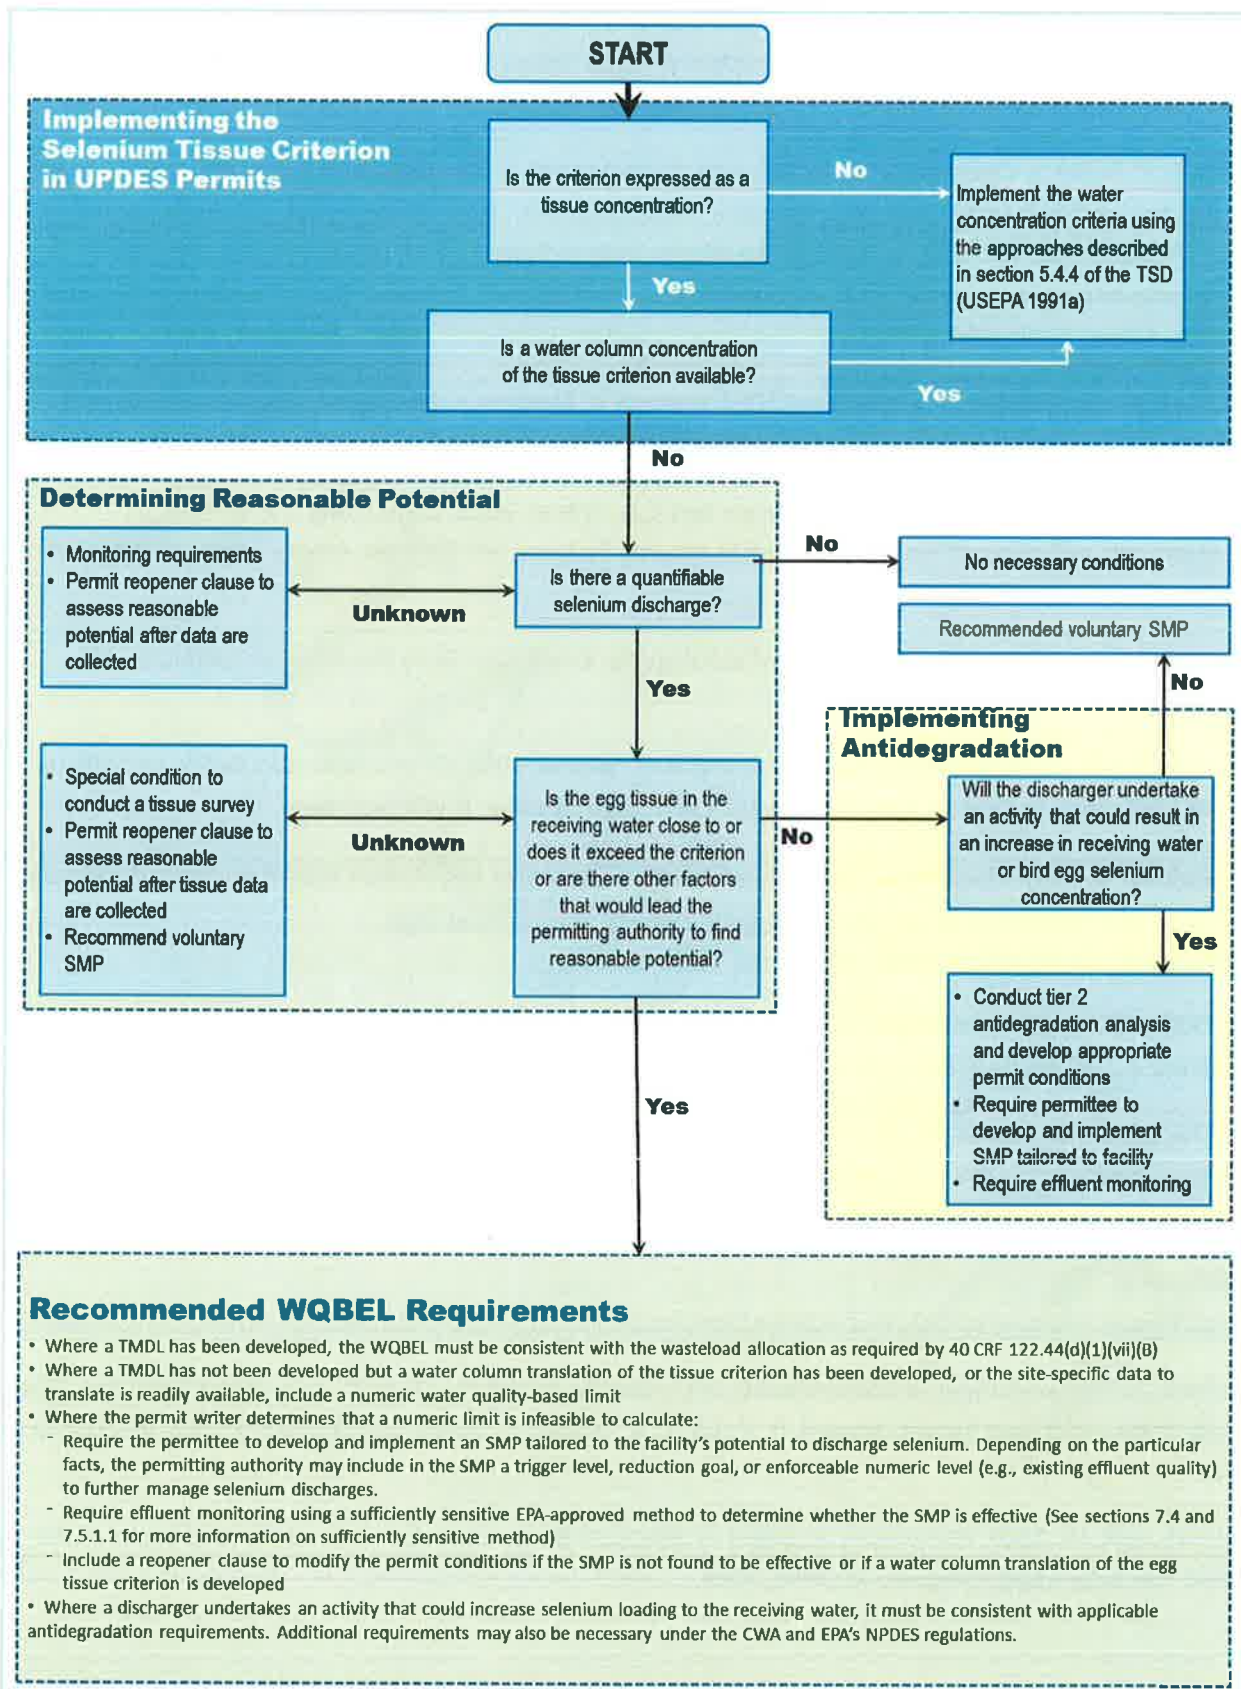 START
Implementing the
Selenium Tissue Criterion
in UPDES Permits
Is the criterion expressed as a
tissue concentration?
No
Implement the water
concentration criteria using
the approaches described
in section 5.4.4 of the TSD
(USEPA 1991a)
Yes
Is a water column concentration
of the tissue criterion available?
Yes
No
Determining Reasonable Potential
• Monitoring requirements
• Permit reopener clause to
assess reasonable
potential after data are
collected
Unknown
Is there a quantifiable
selenium discharge?
No
No necessary conditions
Recommended voluntary SMP
Yes
No
Implementing
Antidegradation
• Special condition to
conduct a tissue survey
• Permit reopener clause to
assess reasonable
potential after tissue data
are collected
• Recommend voluntary
SMP
Unknown
Is the egg tissue in the
receiving water close to or
does it exceed the criterion
or are there other factors
that would lead the
permitting authority to find
reasonable potential?
No
Will the discharger undertake
an activity that could result in
an increase in receiving water
or bird egg selenium
concentration?
Yes
• Conduct tier 2
antidegradation analysis
and develop appropriate
permit conditions
• Require permittee to
develop and implement
SMP tailored to facility
• Require effluent monitoring
Yes
Recommended WQBEL Requirements
• Where a TMDL has been developed, the WQBEL must be consistent with the wasteload allocation as required by 40 CRF 122.44(d)(1)(vii)(B)
• Where a TMDL has not been developed but a water column translation of the tissue criterion has been developed, or the site-specific data to
translate is readily available, include a numeric water quality-based limit
• Where the permit writer determines that a numeric limit is infeasible to calculate:
- Require the permittee to develop and implement an SMP tailored to the facility's potential to discharge selenium. Depending on the particular
facts, the permitting authority may include in the SMP a trigger level, reduction goal, or enforceable numeric level (e.g., existing effluent quality)
to further manage selenium discharges.
- Require effluent monitoring using a sufficiently sensitive EPA-approved method to determine whether the SMP is effective (See sections 7.4 and
7.5.1.1 for more information on sufficiently sensitive method)
- Include a reopener clause to modify the permit conditions if the SMP is not found to be effective or if a water column translation of the egg
tissue criterion is developed
• Where a discharger undertakes an activity that could increase selenium loading to the receiving water, it must be consistent with applicable
antidegradation requirements. Additional requirements may also be necessary under the CWA and EPA's NPDES regulations.